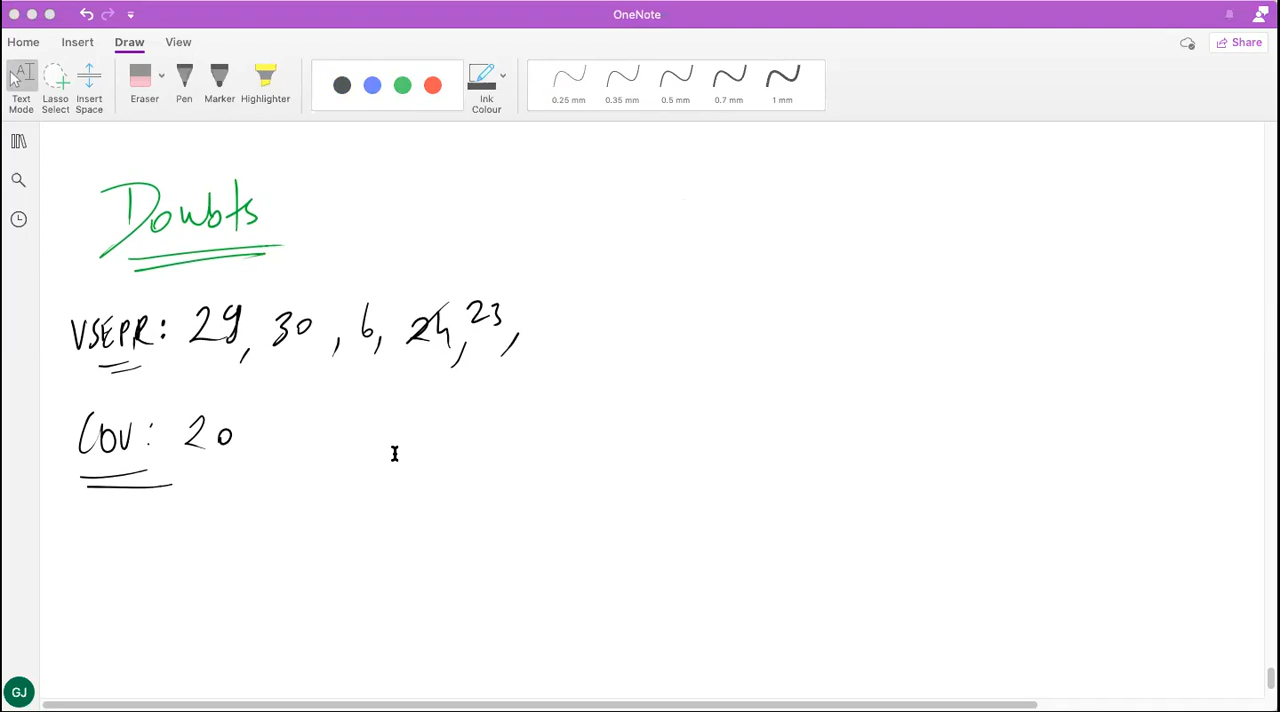 OneNote
Home Insert Draw View
Share
Text Mode
Lasso Select
Insert Space
Eraser
Pen
Marker
Highlighter
Ink Colour
0.25 mm
0.35 mm
0.5 mm
0.7 mm
1 mm
Doubts
VSEPR: 29, 30, 6, 24, 23,
COV: 20
GJ